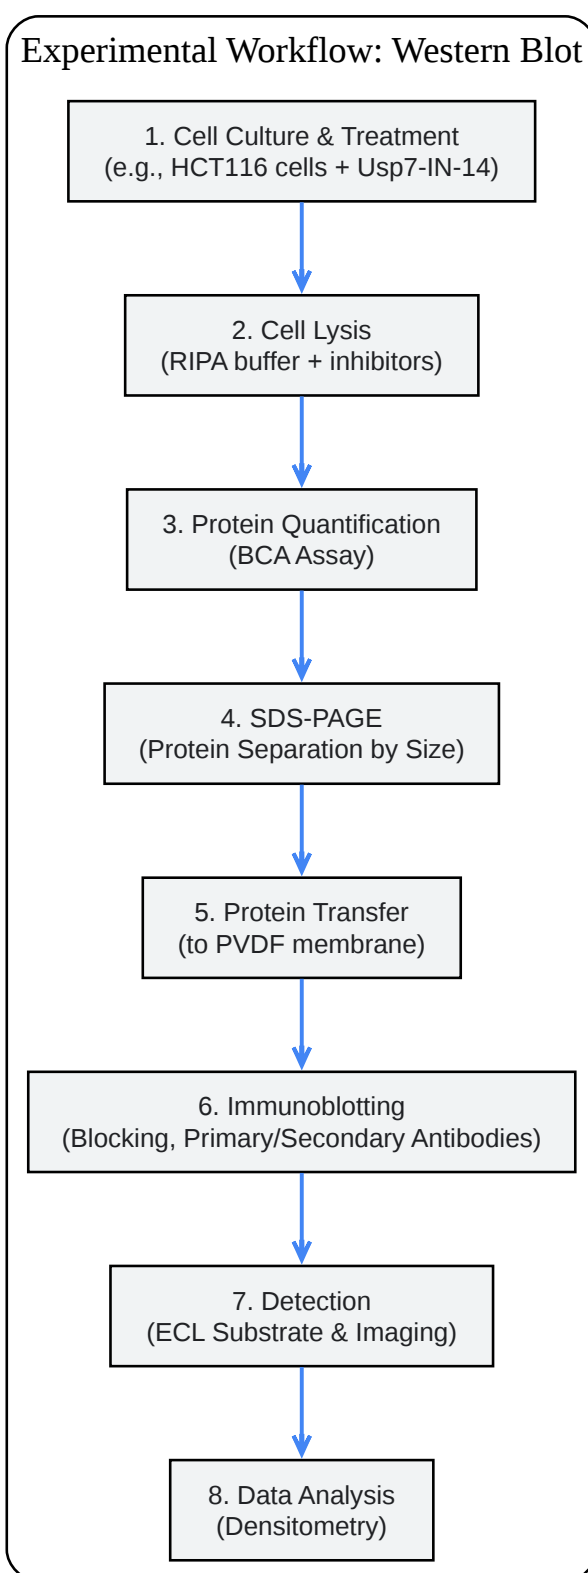 Experimental Workflow: Western Blot
1. Cell Culture & Treatment
(e.g., HCT116 cells + Usp7-IN-14)
2. Cell Lysis
(RIPA buffer + inhibitors)
3. Protein Quantification
(BCA Assay)
4. SDS-PAGE
(Protein Separation by Size)
5. Protein Transfer
(to PVDF membrane)
6. Immunoblotting
(Blocking, Primary/Secondary Antibodies)
7. Detection
(ECL Substrate & Imaging)
8. Data Analysis
(Densitometry)